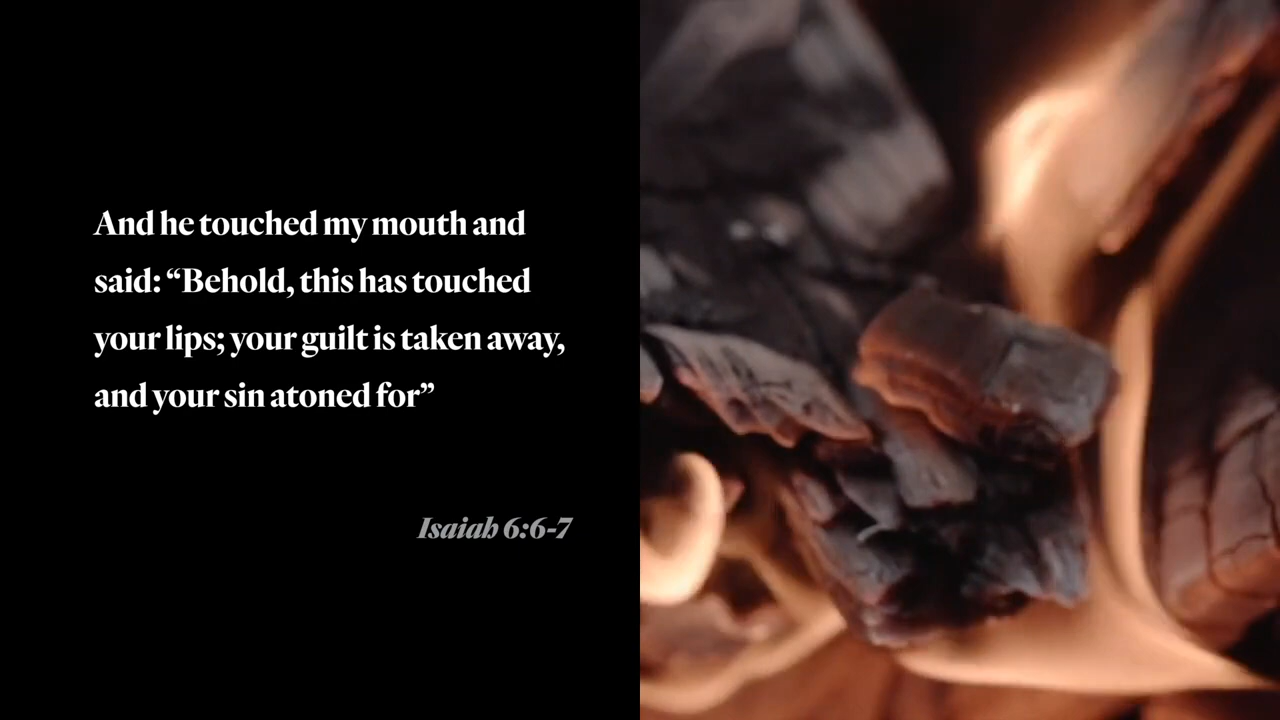 And he touched my mouth and
said: “Behold, this has touched
your lips; your guilt is taken away,
and your sin atoned for”
Isaiah 6:6-7